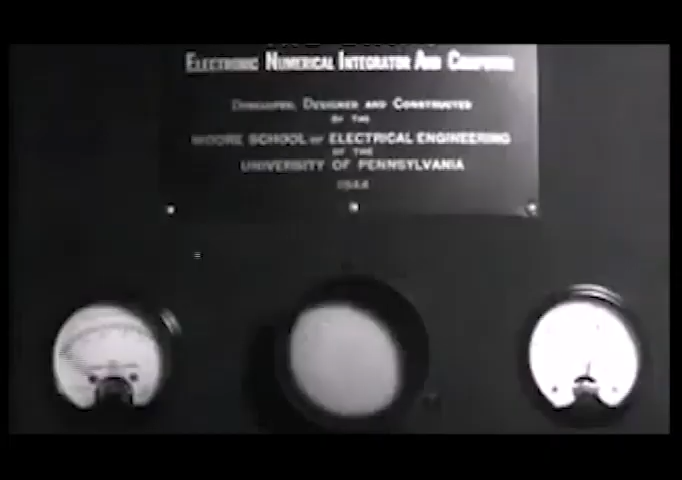 ELECTRONIC NUMERICAL INTEGRATOR AND COMPUTER
DEVELOPED, DESIGNED AND CONSTRUCTED
BY THE
MOORE SCHOOL OF ELECTRICAL ENGINEERING
OF THE
UNIVERSITY OF PENNSYLVANIA
1944